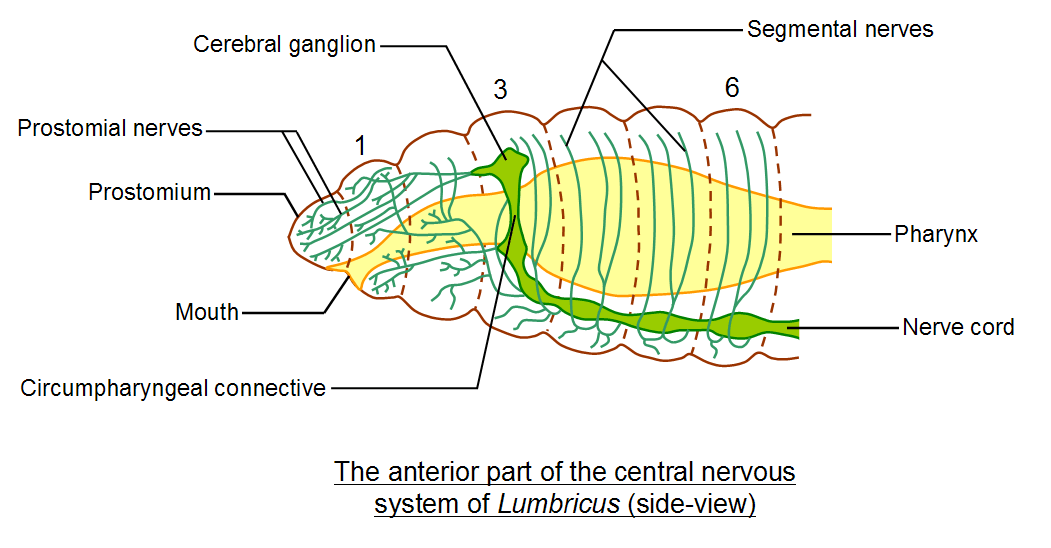 Segmental nerves
Cerebral ganglion
3
6
Prostomial nerves
1
Prostomium
Pharynx
Mouth
Nerve cord
Circumpharyngeal connective
The anterior part of the central nervous
system of Lumbricus (side-view)